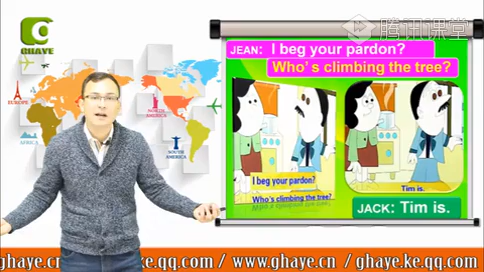 GHAYE
腾讯课堂
JEAN: I beg your pardon?
Who's climbing the tree?
EUROPE
NORTH
AMERICA
AFRICA
SOUTH
AMERICA
I beg your pardon?
Who's climbing the tree?
Tim is.
JACK: Tim is.
ghaye.cn / www.ghaye.cn / ghaye.ke.qq.com /